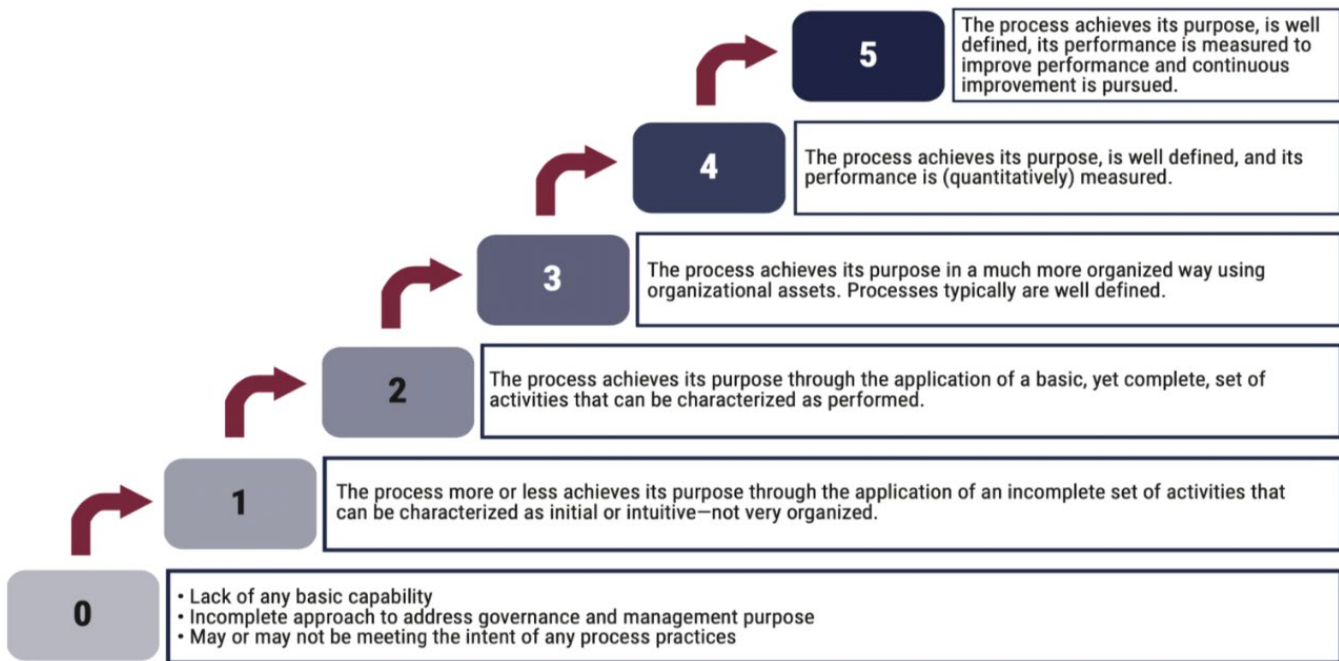 5
The process achieves its purpose, is well
defined, its performance is measured to
improve performance and continuous
improvement is pursued.
4
The process achieves its purpose, is well defined, and its
performance is (quantitatively) measured.
3
The process achieves its purpose in a much more organized way using
organizational assets. Processes typically are well defined.
2
The process achieves its purpose through the application of a basic, yet complete, set of
activities that can be characterized as performed.
1
The process more or less achieves its purpose through the application of an incomplete set of activities that
can be characterized as initial or intuitive—not very organized.
0
• Lack of any basic capability
• Incomplete approach to address governance and management purpose
• May or may not be meeting the intent of any process practices